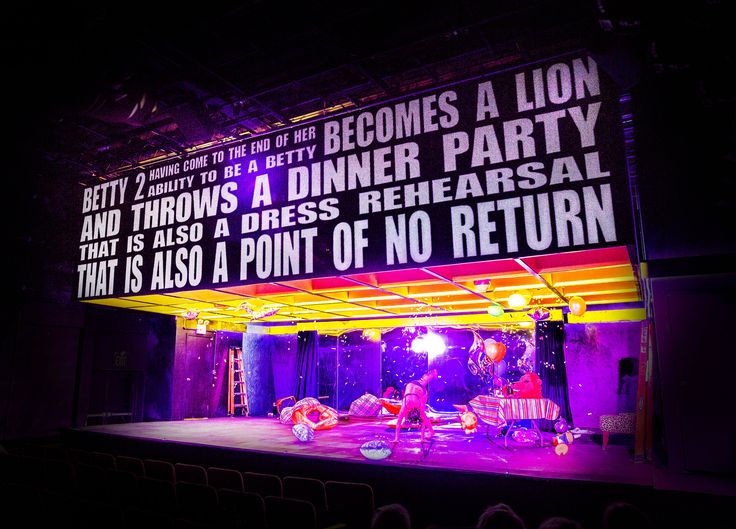 BETTY 2 HAVING COME TO THE END OF HER
ABILITY TO BE A BETTY BECOMES A LION
AND THROWS A DINNER PARTY
THAT IS ALSO A DRESS REHEARSAL
THAT IS ALSO A POINT OF NO RETURN